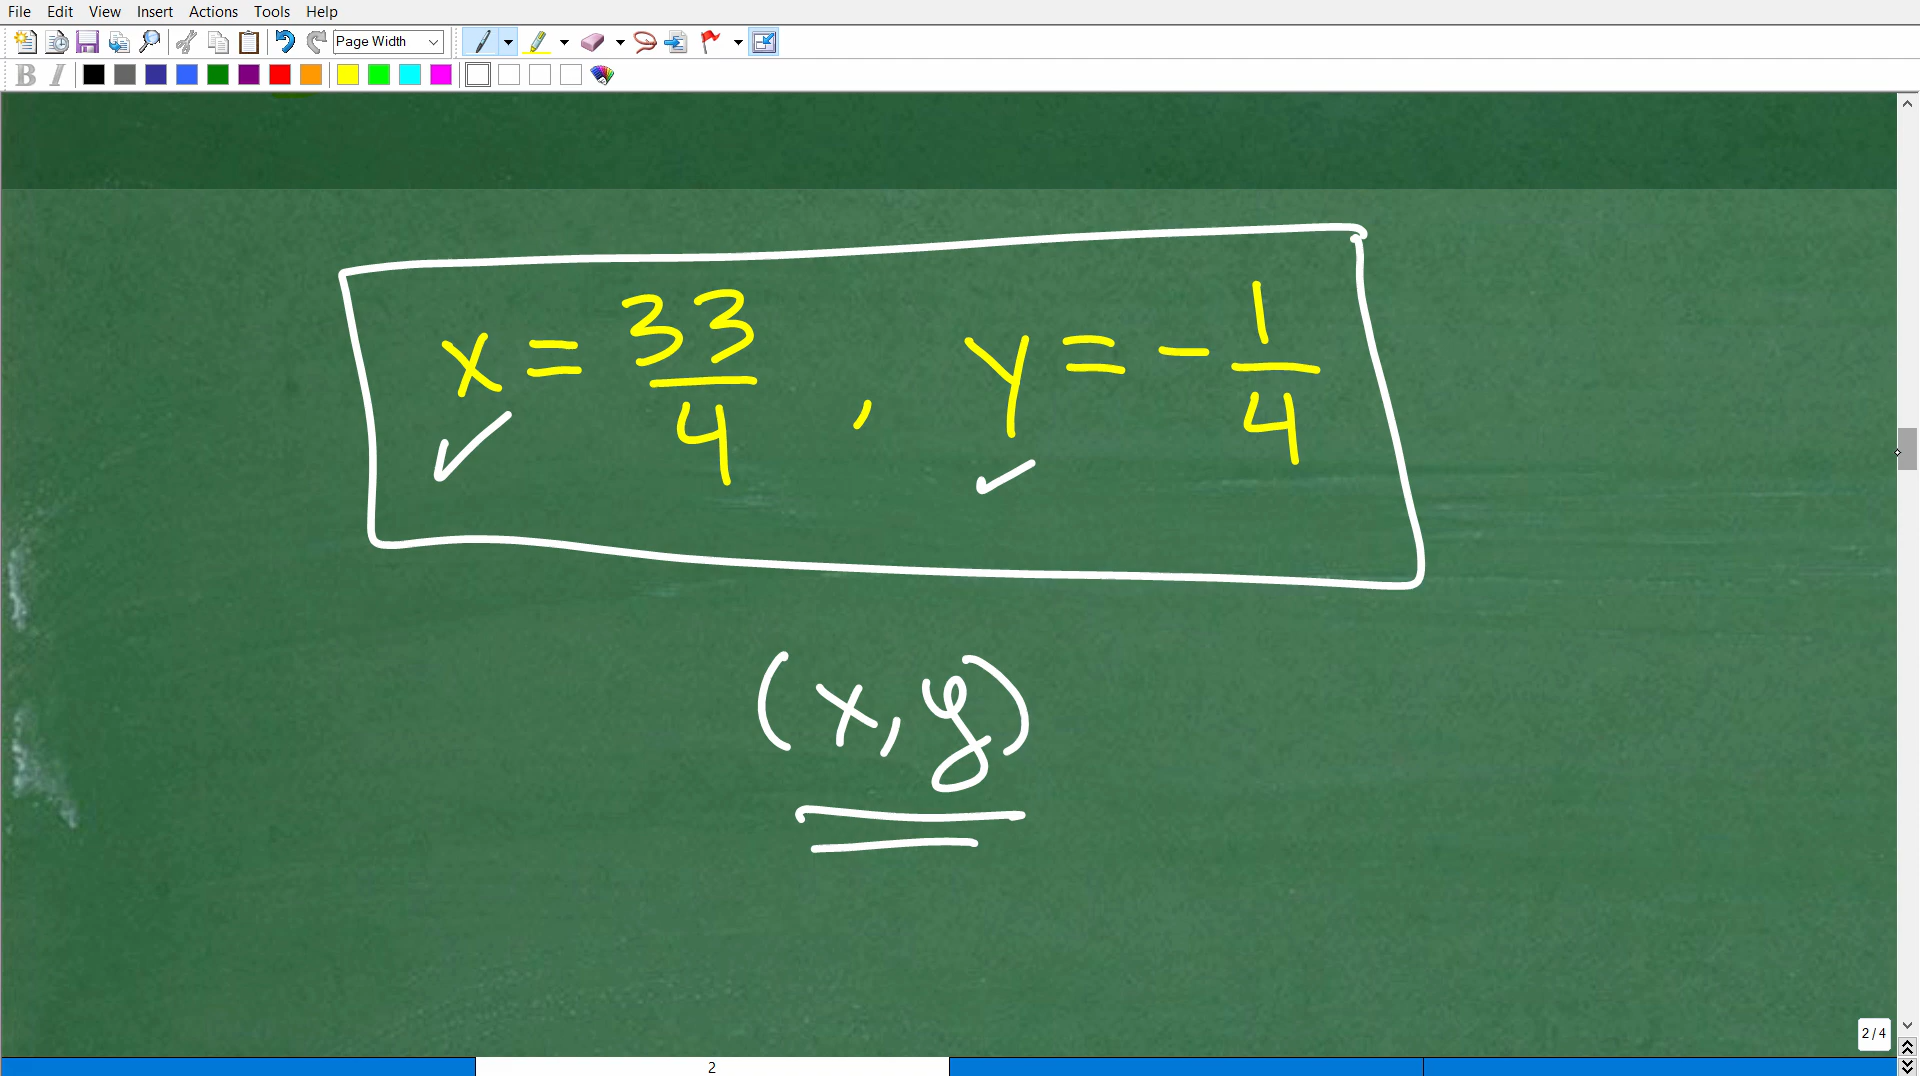 File Edit View Insert Actions Tools Help
Page Width
B I
x = 33/4 , y = -1/4
(x, y)
2 / 4
2